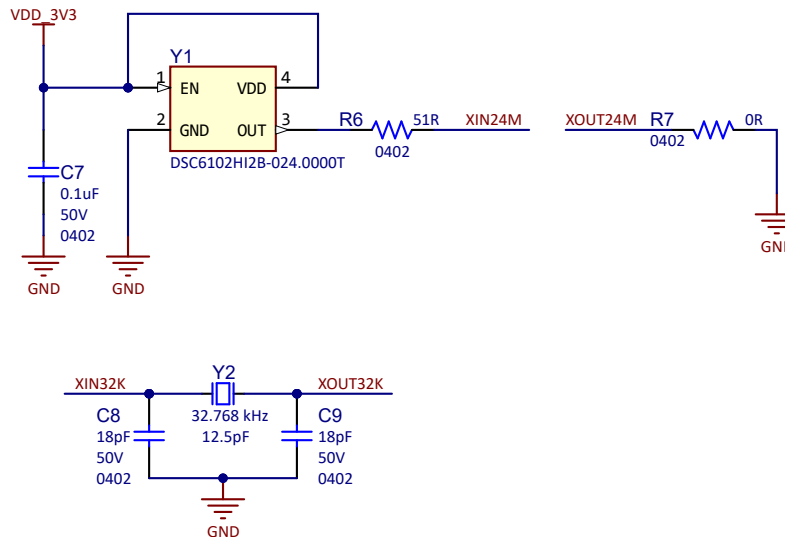 VDD_3V3
Y1
1
EN
VDD
4
2
GND
OUT
3
DSC6102HI2B-024.0000T
R6
51R
0402
XIN24M
XOUT24M
R7
0R
0402
C7
0.1uF
50V
0402
GND
GND
GND
XIN32K
Y2
XOUT32K
32.768 kHz
12.5pF
C8
18pF
50V
0402
C9
18pF
50V
0402
GND